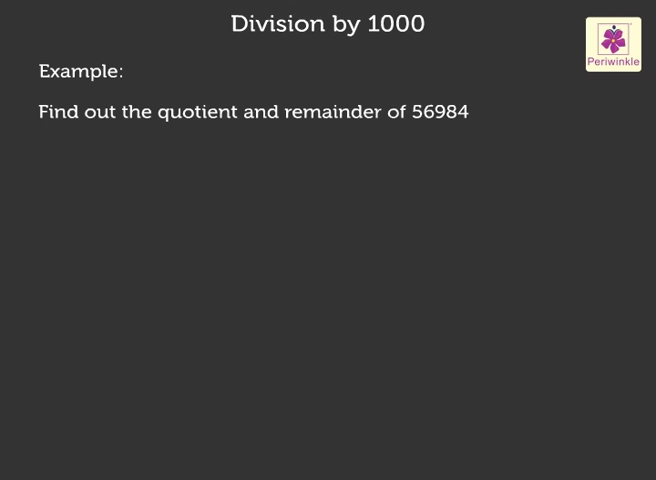 Division by 1000
Periwinkle
Example:
Find out the quotient and remainder of 56984